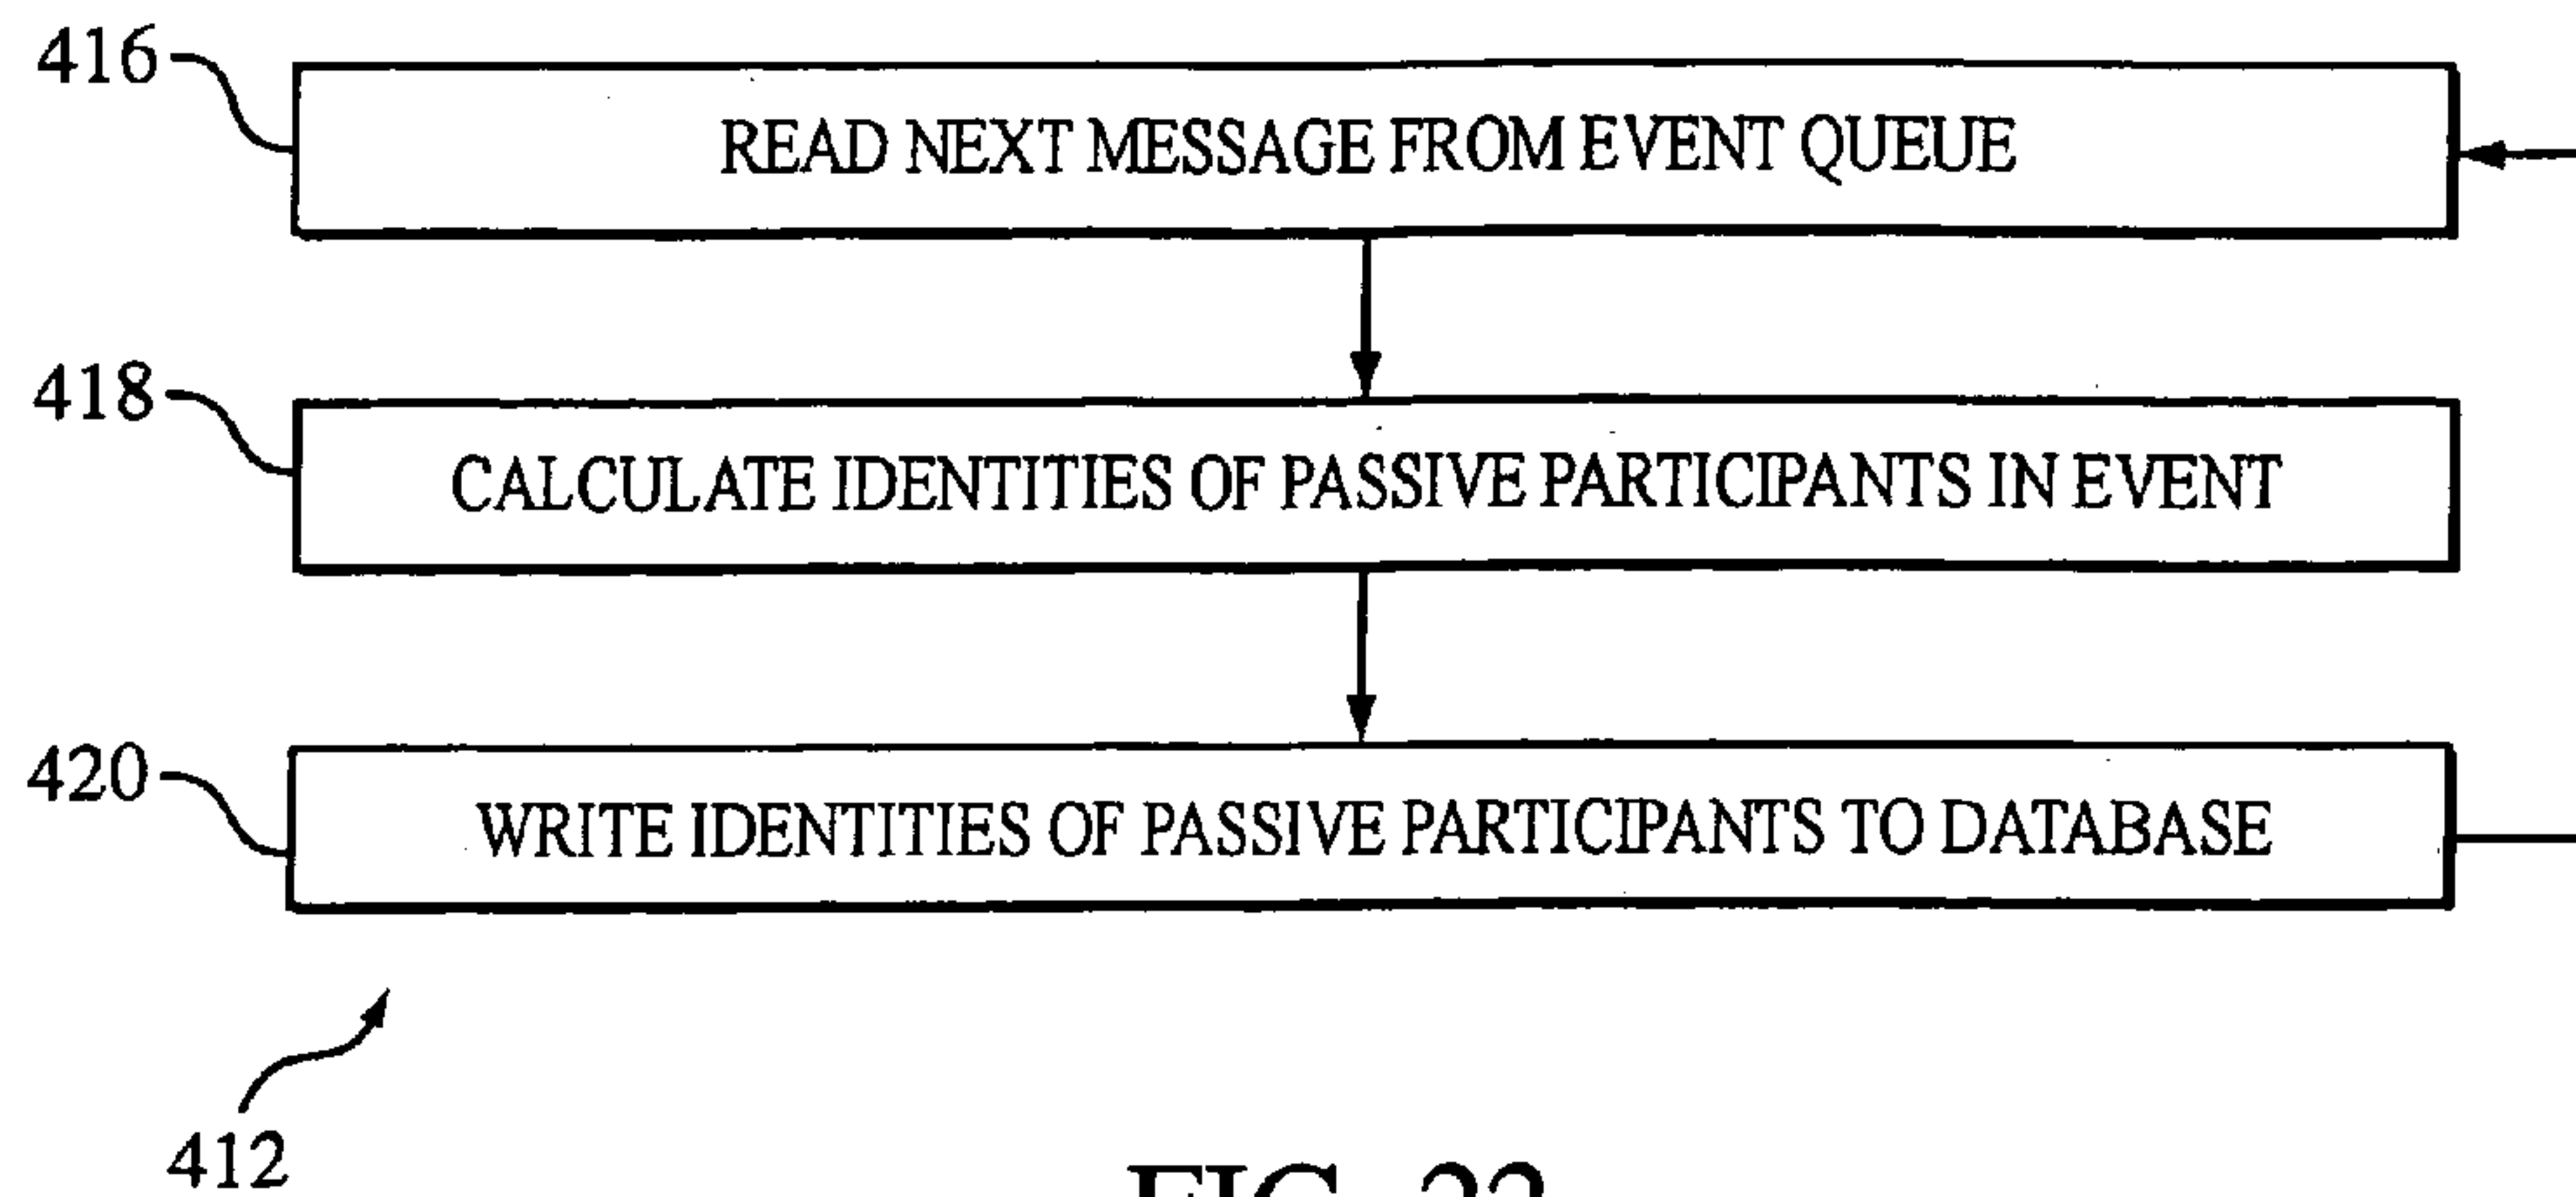 416
READ NEXT MESSAGE FROM EVENT QUEUE
418
CALCULATE IDENTITIES OF PASSIVE PARTICIPANTS IN EVENT
420
WRITE IDENTITIES OF PASSIVE PARTICIPANTS TO DATABASE
412
FIG.